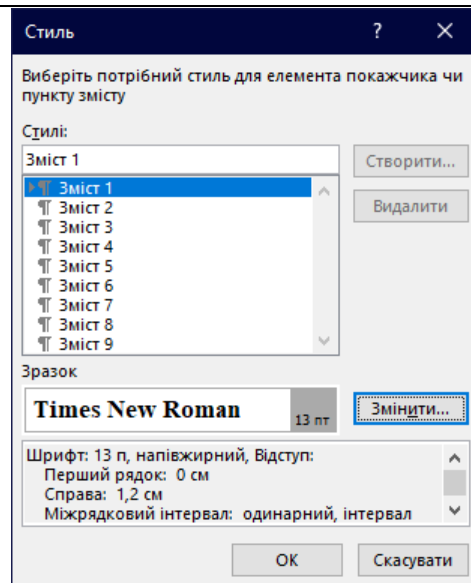 Стиль ? ×
Виберіть потрібний стиль для елемента покажчика чи
пункту змісту
Стилі:
Зміст 1
Створити...
¶ Зміст 1
¶ Зміст 2
¶ Зміст 3
¶ Зміст 4
¶ Зміст 5
¶ Зміст 6
¶ Зміст 7
¶ Зміст 8
¶ Зміст 9
Видалити
Зразок
Times New Roman 13 пт
Змінити...
Шрифт: 13 п, напівжирний, Відступ:
Перший рядок: 0 см
Справа: 1,2 см
Міжрядковий інтервал: одинарний, інтервал
ОК Скасувати